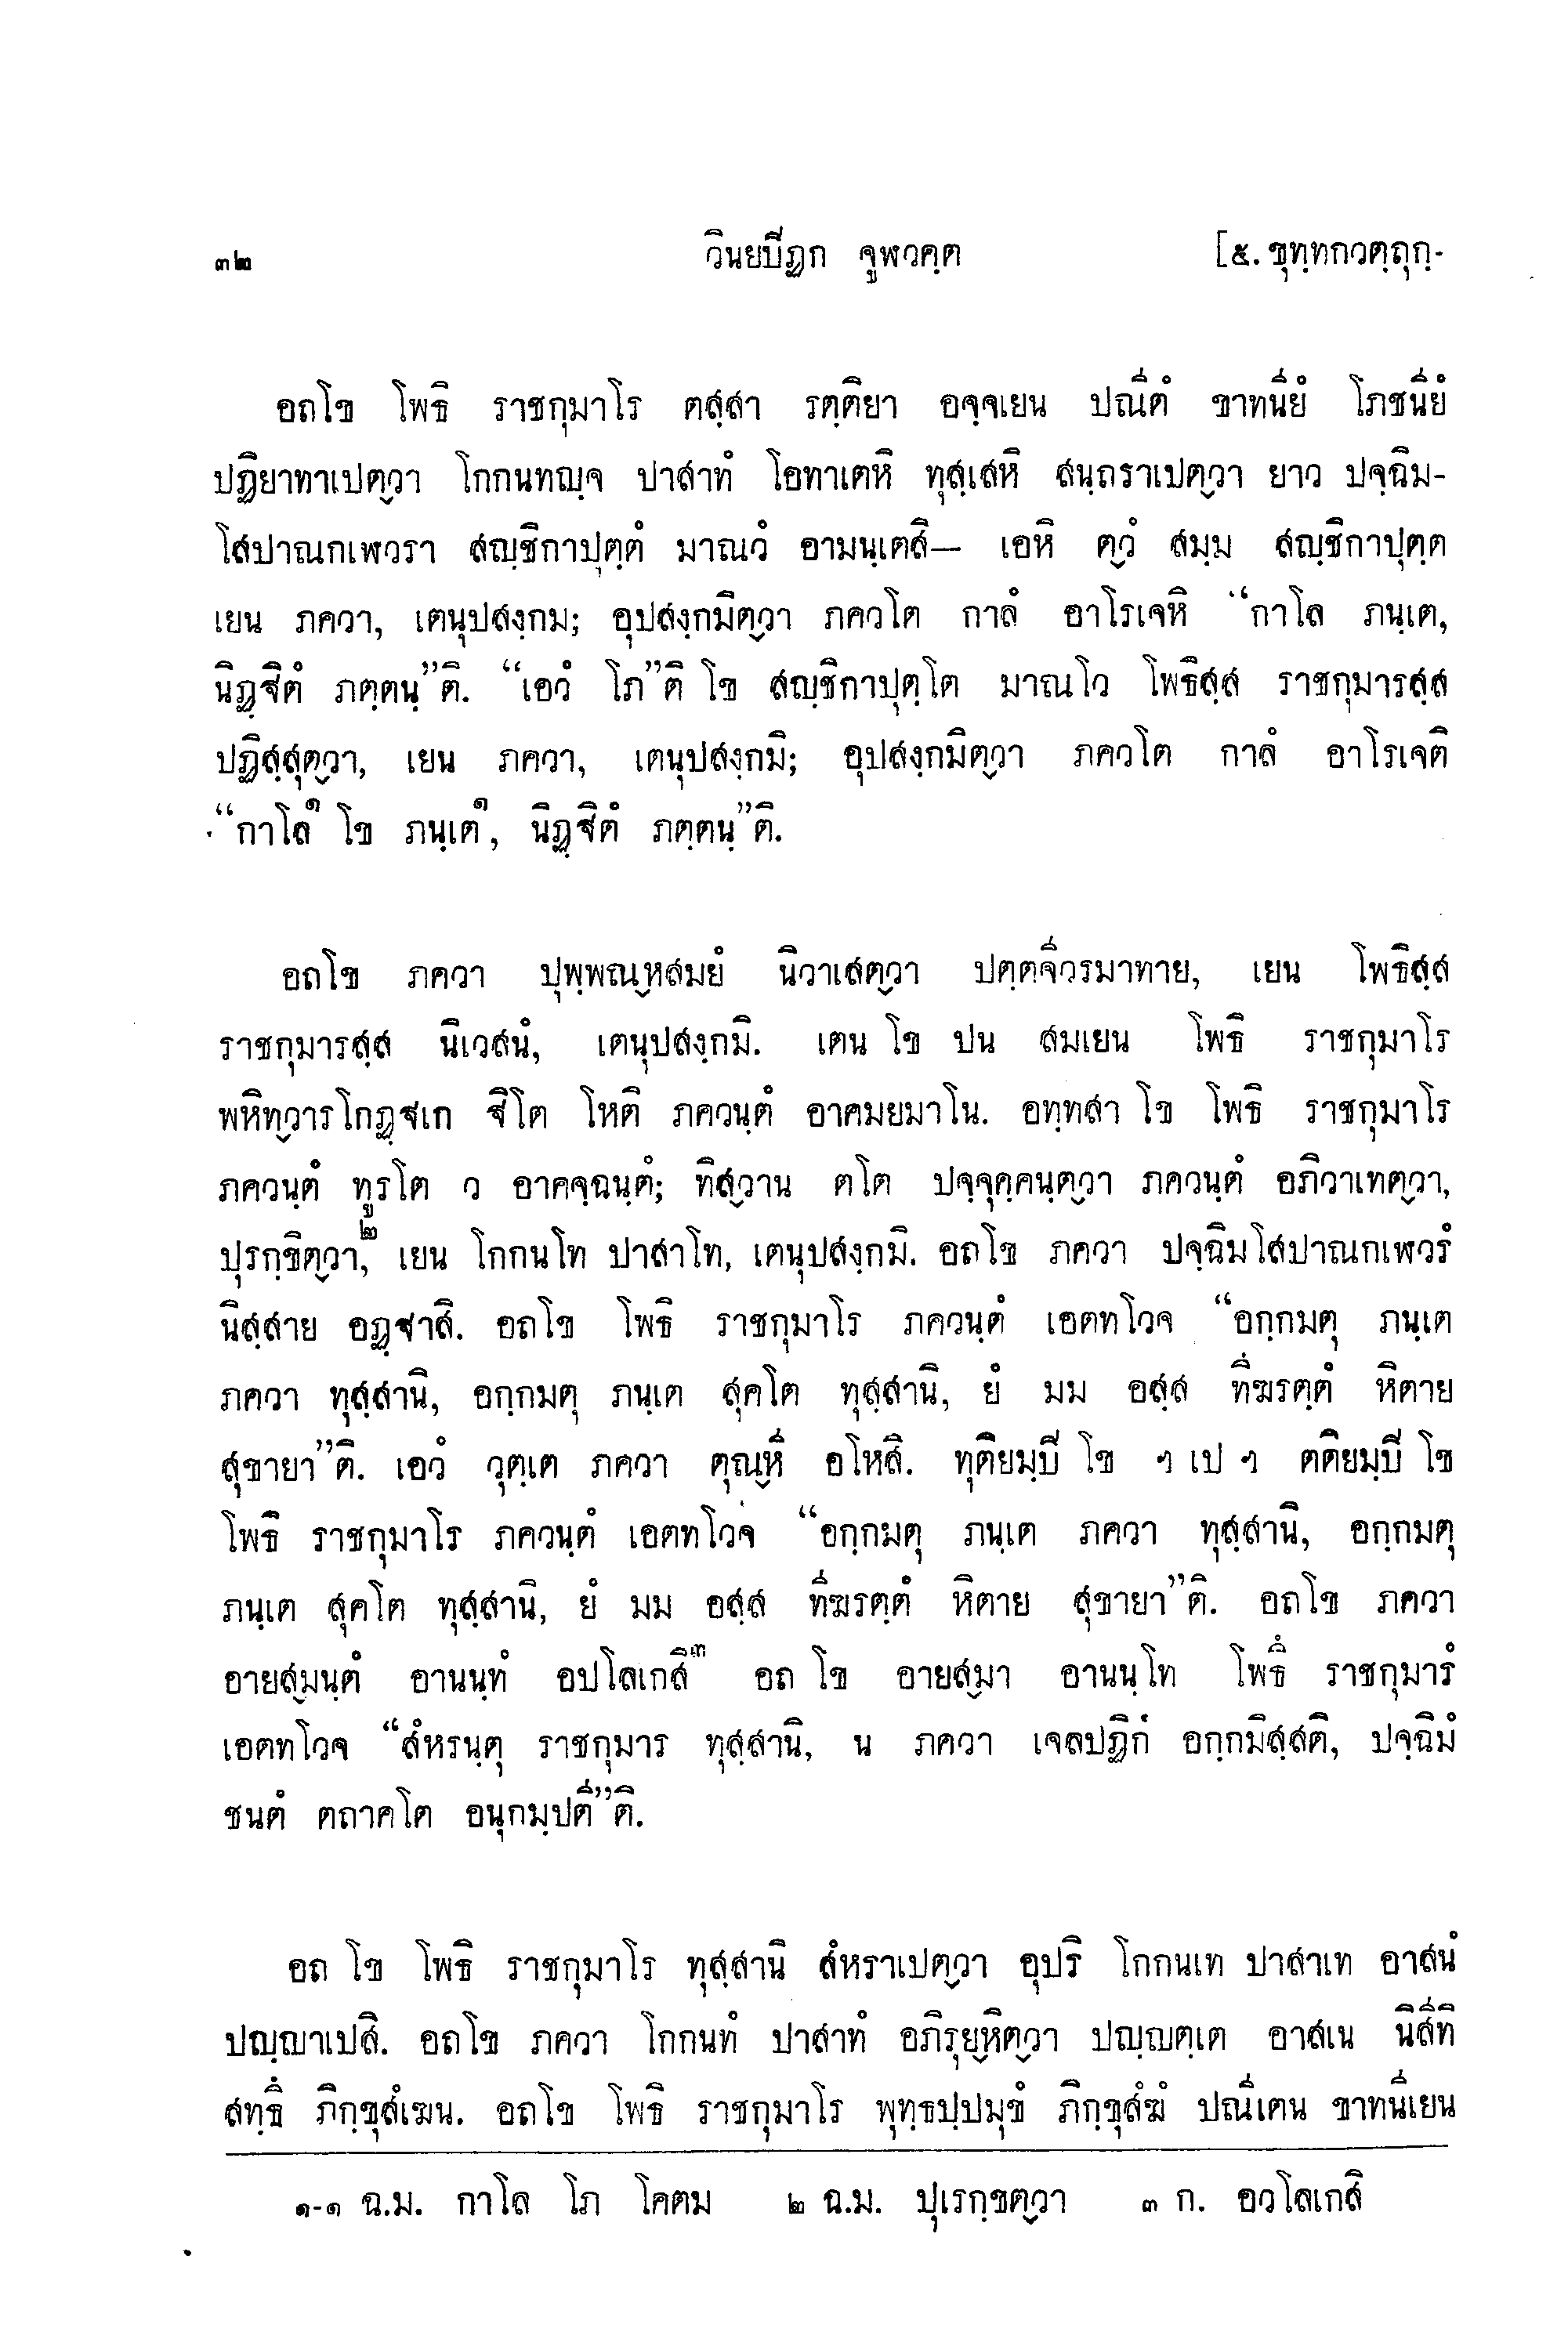 ๓๒ วินยปิฏก จูฬวคฺค [๕. ขุทฺทกวตฺถุกฺ-
อถโข โพธิ ราชกุมาโร ตสฺสา รตฺติยา อจฺจเยน ปณีตํ ขาทนียํ โภชนียํ
ปฏิยาทาเปตฺวา โกกนทญฺจ ปาสาทํ โอทาเตหิ ทุสฺเสหิ สนฺถราเปตฺวา ยาว ปจฺฉิม-
โสปาณกเฬวรา สญฺชิกาปุตฺตํ มาณวํ อามนฺเตสิ— เอหิ ตฺวํ สมฺม สญฺชิกาปุตฺต
เยน ภควา, เตนุปสงฺกม; อุปสงฺกมิตฺวา ภควโต กาลํ อาโรเจหิ “กาโล ภนฺเต,
นิฏฺฐิตํ ภตฺตนฺ”ติ. “เอวํ โภ”ติ โข สญฺชิกาปุตฺโต มาณโว โพธิสฺส ราชกุมารสฺส
ปฏิสฺสุตฺวา, เยน ภควา, เตนุปสงฺกมิ; อุปสงฺกมิตฺวา ภควโต กาลํ อาโรเจติ
“กาโล๑ โข ภนฺเต๑, นิฏฺฐิตํ ภตฺตนฺ”ติ.
อถโข ภควา ปุพฺพณฺหสมยํ นิวาเสตฺวา ปตฺตจีวรมาทาย, เยน โพธิสฺส
ราชกุมารสฺส นิเวสนํ, เตนุปสงฺกมิ. เตน โข ปน สมเยน โพธิ ราชกุมาโร
พหิทฺวารโกฏฺฐเก ฐิโต โหติ ภควนฺตํ อาคมยมาโน. อทฺทสา โข โพธิ ราชกุมาโร
ภควนฺตํ ทูรโต ว อาคจฺฉนฺตํ; ทิสฺวาน ตโต ปจฺจุคฺคนฺตฺวา ภควนฺตํ อภิวาเทตฺวา,
ปุรกฺขิตฺวา,๒ เยน โกกนโท ปาสาโท, เตนุปสงฺกมิ. อถโข ภควา ปจฺฉิมโสปาณกเฬวรํ
นิสฺสาย อฏฺฐาสิ. อถโข โพธิ ราชกุมาโร ภควนฺตํ เอตทโวจ “อกฺกมตุ ภนฺเต
ภควา ทุสฺสานิ, อกฺกมตุ ภนฺเต สุคโต ทุสฺสานิ, ยํ มม อสฺส ทีฆรตฺตํ หิตาย
สุขายา”ติ. เอวํ วุตฺเต ภควา ตุณฺหี อโหสิ. ทุติยมฺปิ โข ฯ เป ฯ ตติยมฺปิ โข
โพธิ ราชกุมาโร ภควนฺตํ เอตทโวจ “อกฺกมตุ ภนฺเต ภควา ทุสฺสานิ, อกฺกมตุ
ภนฺเต สุคโต ทุสฺสานิ, ยํ มม อสฺส ทีฆรตฺตํ หิตาย สุขายา”ติ. อถโข ภควา
อายสฺมนฺตํ อานนฺทํ อปโลเกสิ๓ อถ โข อายสฺมา อานนฺโท โพธึ ราชกุมารํ
เอตทโวจ “สํหรนฺตุ ราชกุมาร ทุสฺสานิ, น ภควา เจลปฏิกํ อกฺกมิสฺสติ, ปจฺฉิมํ
ชนตํ ตถาคโต อนุกมฺปตี”ติ.
อถ โข โพธิ ราชกุมาโร ทุสฺสานิ สํหราเปตฺวา อุปริ โกกนเท ปาสาเท อาสนํ
ปญฺญาเปสิ. อถโข ภควา โกกนทํ ปาสาทํ อภิรุยฺหิตฺวา ปญฺญตฺเต อาสเน นิสีทิ
สทฺธึ ภิกฺขุสํเฆน. อถโข โพธิ ราชกุมาโร พุทฺธปฺปมุขํ ภิกฺขุสํฆํ ปณีเตน ขาทนีเยน
๑-๑ ฉ.ม. กาโล โภ โคตม ๒ ฉ.ม. ปุเรกฺขตฺวา ๓ ก. อวโลเกสิ